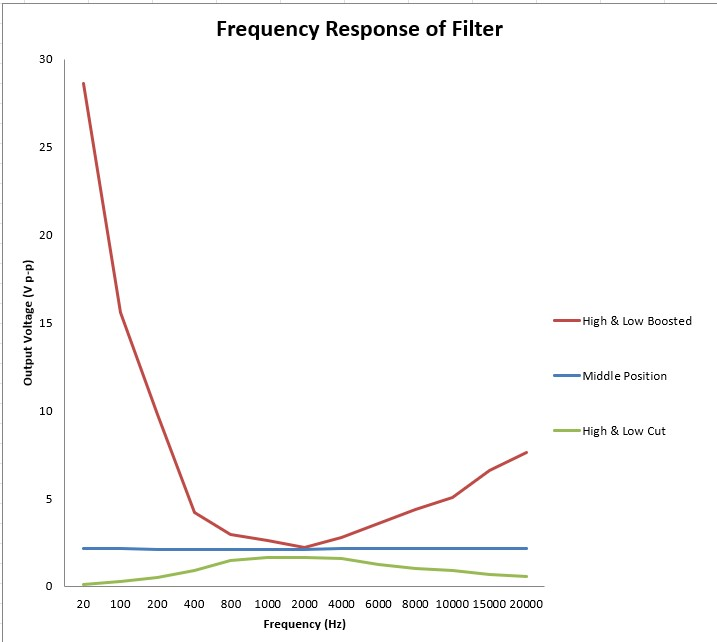 Frequency Response of Filter
30
25
20
15
10
5
0
Output Voltage (V p-p)
High & Low Boosted
Middle Position
High & Low Cut
20 100 200 400 800 1000 2000 4000 6000 8000 10000 15000 20000
Frequency (Hz)